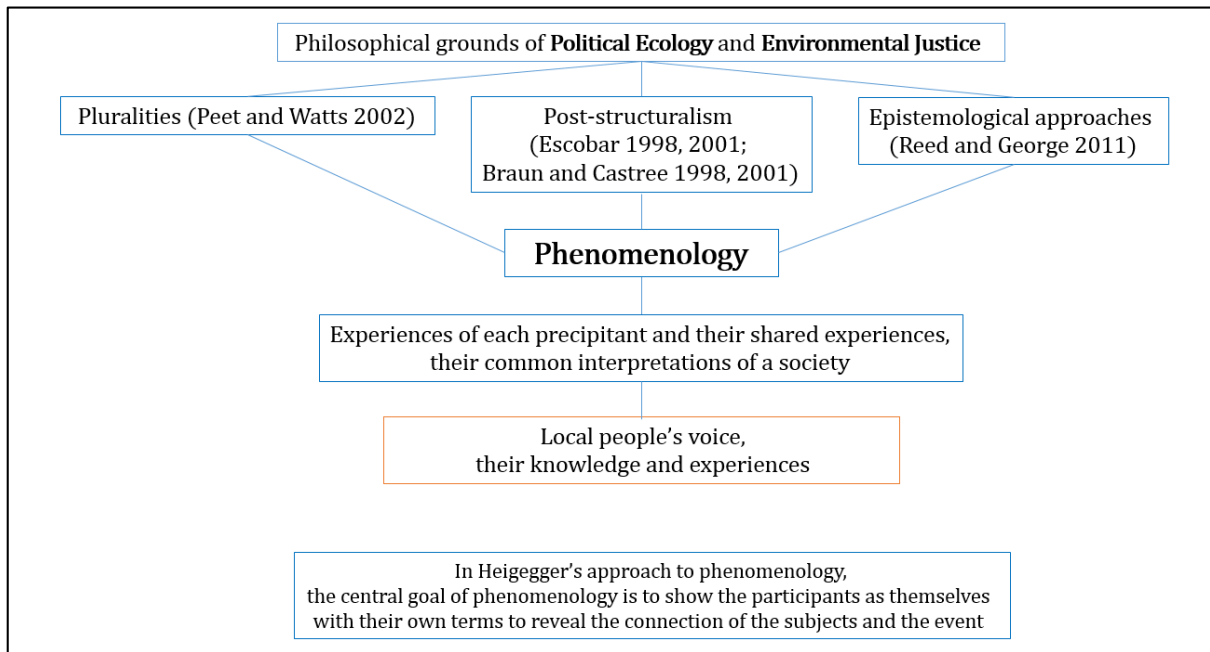 Philosophical grounds of Political Ecology and Environmental Justice
Pluralities (Peet and Watts 2002)
Post-structuralism
(Escobar 1998, 2001;
Braun and Castree 1998, 2001)
Epistemological approaches
(Reed and George 2011)
Phenomenology
Experiences of each precipitant and their shared experiences,
their common interpretations of a society
Local people’s voice,
their knowledge and experiences
In Heigegger’s approach to phenomenology,
the central goal of phenomenology is to show the participants as themselves
with their own terms to reveal the connection of the subjects and the event